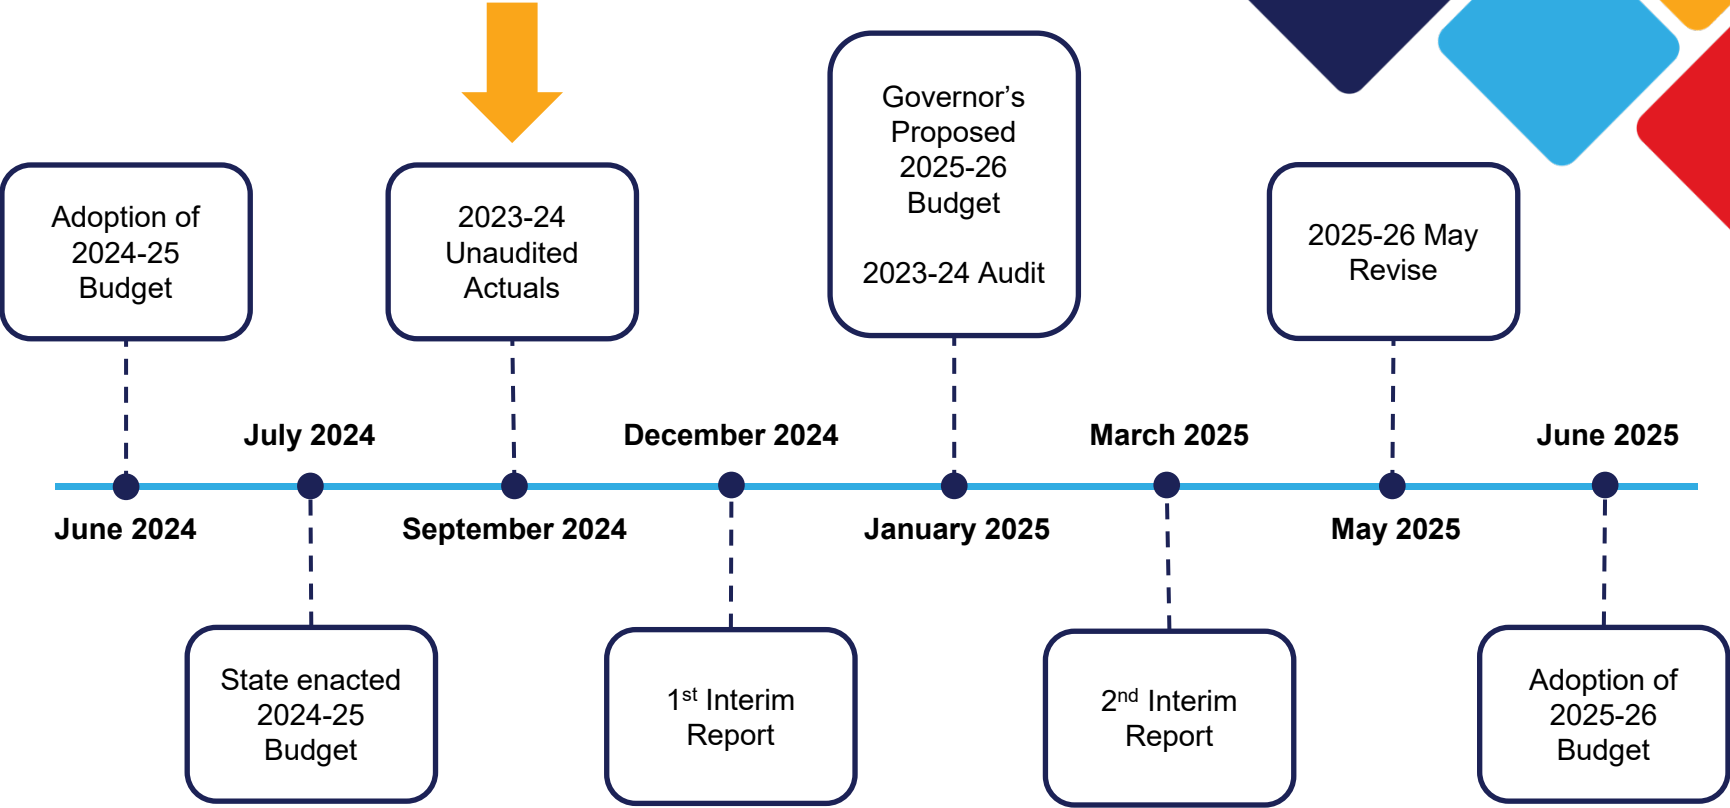 Governor’s
Proposed
2025-26
Budget
2023-24 Audit
Adoption of
2024-25
Budget
2023-24
Unaudited
Actuals
2025-26 May
Revise
July 2024
December 2024
March 2025
June 2025
June 2024
September 2024
January 2025
May 2025
State enacted
2024-25
Budget
1st Interim
Report
2nd Interim
Report
Adoption of
2025-26
Budget